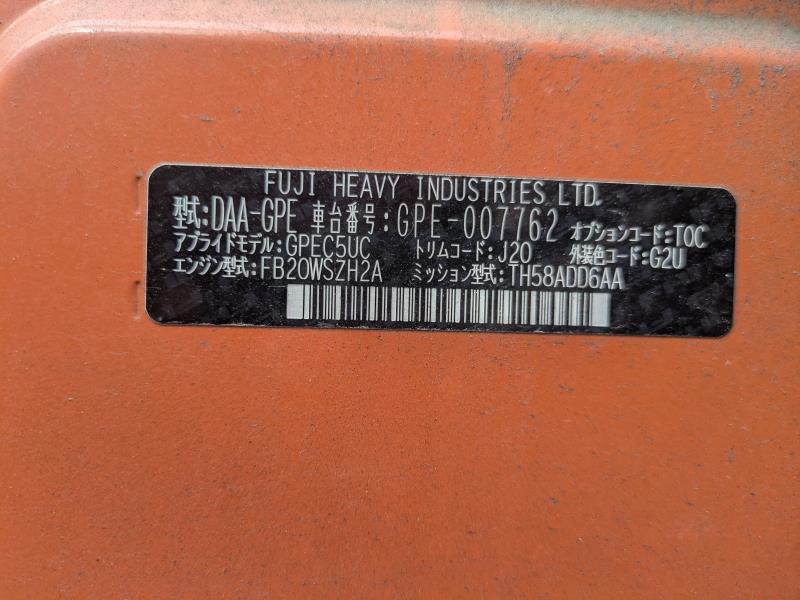 FUJI HEAVY INDUSTRIES LTD.
型式:DAA-GPE 車台番号:GPE-007762 オプションコード:TOC
アプライドモデル:GPEC5UC トリムコード:J20 外装色コード:G2U
エンジン型式:FB20WSZH2A ミッション型式:TH58ADD6AA